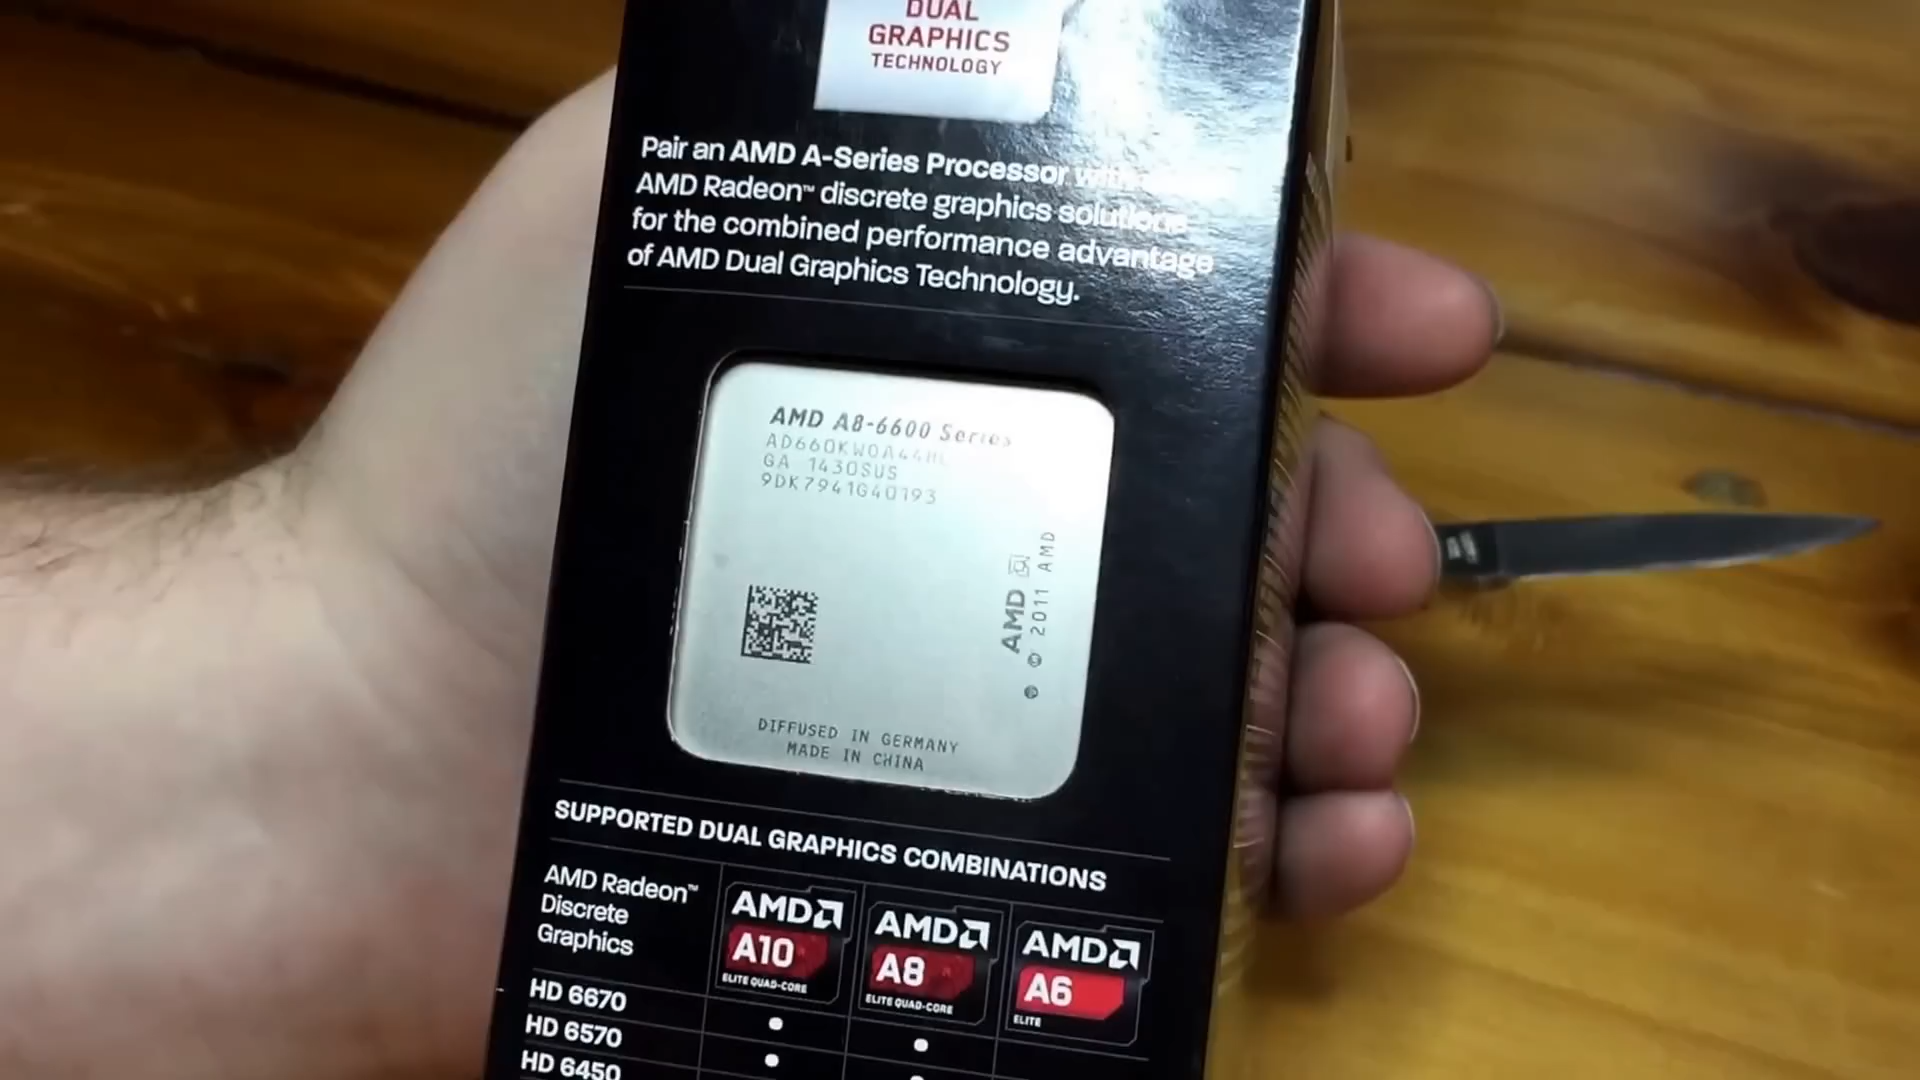 DUAL
GRAPHICS
TECHNOLOGY
Pair an AMD A-Series Processor with
AMD Radeon™ discrete graphics solutions
for the combined performance advantage
of AMD Dual Graphics Technology.
AMD A8-6600 Series
AD660KWOA44HL
GA 1430SUS
9DK7941G40193
AMD
© 2011 AMD
DIFFUSED IN GERMANY
MADE IN CHINA
SUPPORTED DUAL GRAPHICS COMBINATIONS
AMD Radeon™
Discrete
Graphics
AMD
A10
ELITE QUAD-CORE
AMD
A8
ELITE QUAD-CORE
AMD
A6
ELITE
HD 6670
HD 6570
HD 6450